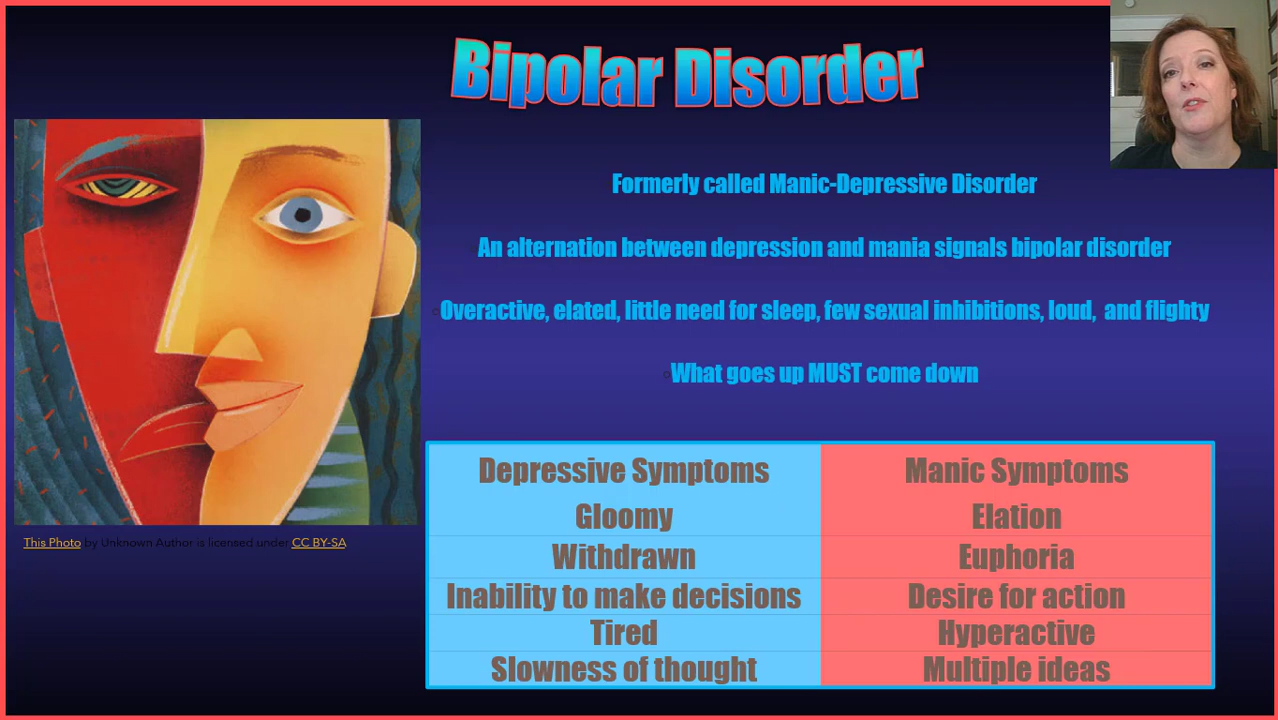 Bipolar Disorder
Formerly called Manic-Depressive Disorder
An alternation between depression and mania signals bipolar disorder
Overactive, elated, little need for sleep, few sexual inhibitions, loud, and flighty
What goes up MUST come down
This Photo by Unknown Author is licensed under CC BY-SA
Depressive Symptoms Manic Symptoms
Gloomy Elation
Withdrawn Euphoria
Inability to make decisions Desire for action
Tired Hyperactive
Slowness of thought Multiple ideas